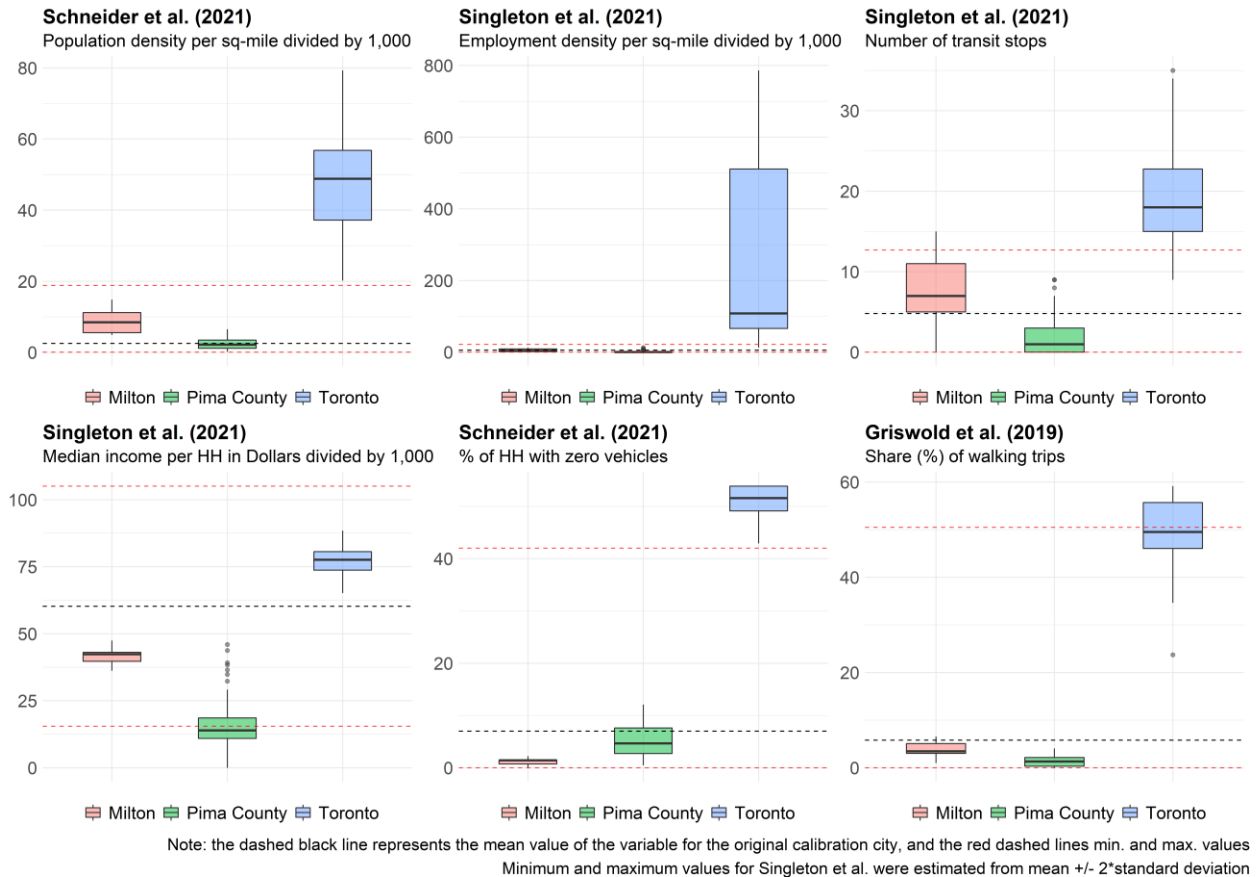 Schneider et al. (2021)
Population density per sq-mile divided by 1,000
80
60
40
20
0
Milton Pima County Toronto
Singleton et al. (2021)
Employment density per sq-mile divided by 1,000
800
600
400
200
0
Milton Pima County Toronto
Singleton et al. (2021)
Number of transit stops
30
20
10
0
Milton Pima County Toronto
Singleton et al. (2021)
Median income per HH in Dollars divided by 1,000
100
75
50
25
0
Milton Pima County Toronto
Schneider et al. (2021)
% of HH with zero vehicles
40
20
0
Milton Pima County Toronto
Griswold et al. (2019)
Share (%) of walking trips
60
40
20
0
Milton Pima County Toronto
Note: the dashed black line represents the mean value of the variable for the original calibration city, and the red dashed lines min. and max. values
Minimum and maximum values for Singleton et al. were estimated from mean +/- 2*standard deviation